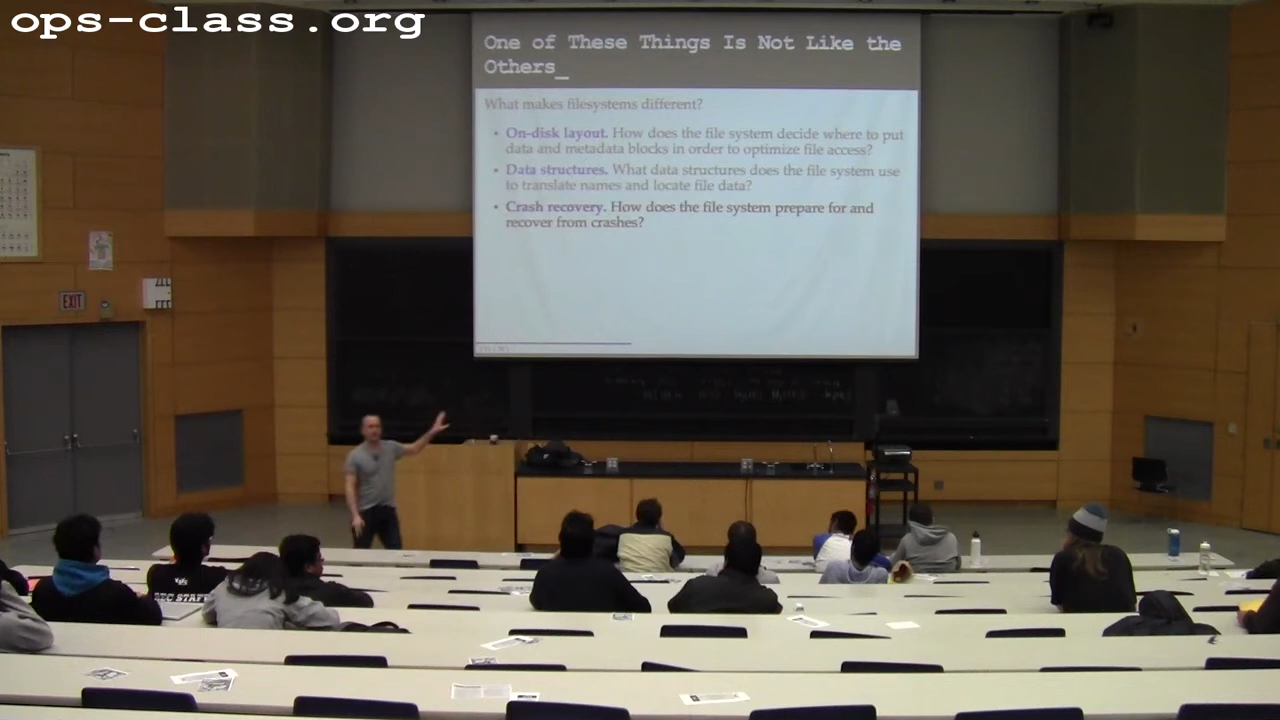 ops-class.org
One of These Things Is Not Like the
Others_
What makes filesystems different?
• On-disk layout. How does the file system decide where to put
data and metadata blocks in order to optimize file access?
• Data structures. What data structures does the file system use
to translate names and locate file data?
• Crash recovery. How does the file system prepare for and
recover from crashes?
EXIT
REC STAFF